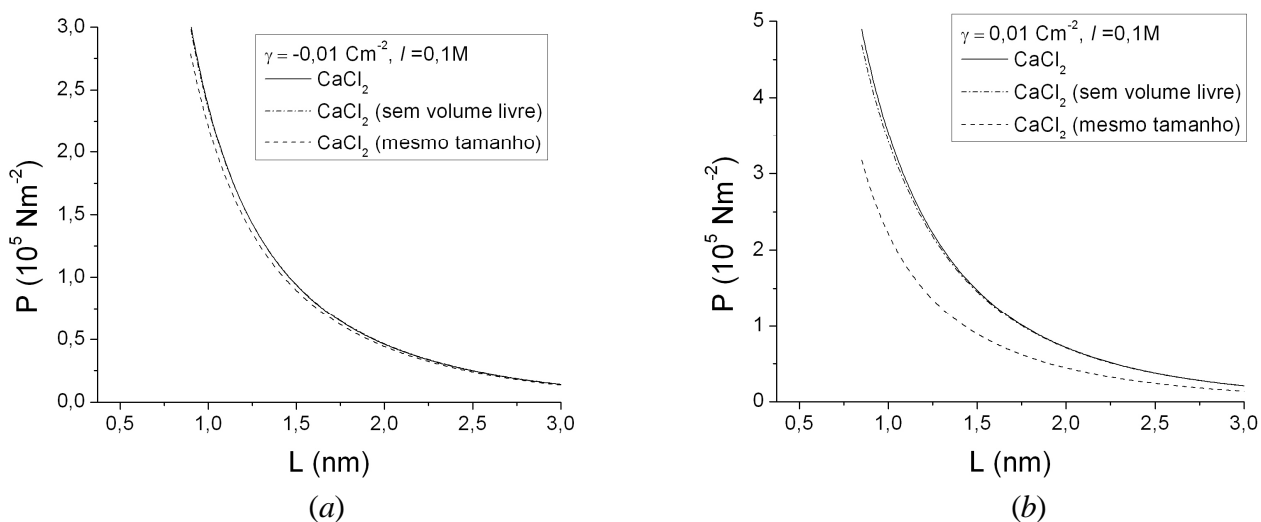 3,0
2,5
2,0
1,5
1,0
0,5
0,0
P (10⁵ Nm⁻²)
γ = -0,01 Cm⁻², I =0,1M
CaCl₂
CaCl₂ (sem volume livre)
CaCl₂ (mesmo tamanho)
0,5 1,0 1,5 2,0 2,5 3,0
L (nm)
(a)
5
4
3
2
1
0
P (10⁵ Nm⁻²)
γ = 0,01 Cm⁻², I =0,1M
CaCl₂
CaCl₂ (sem volume livre)
CaCl₂ (mesmo tamanho)
0,5 1,0 1,5 2,0 2,5 3,0
L (nm)
(b)